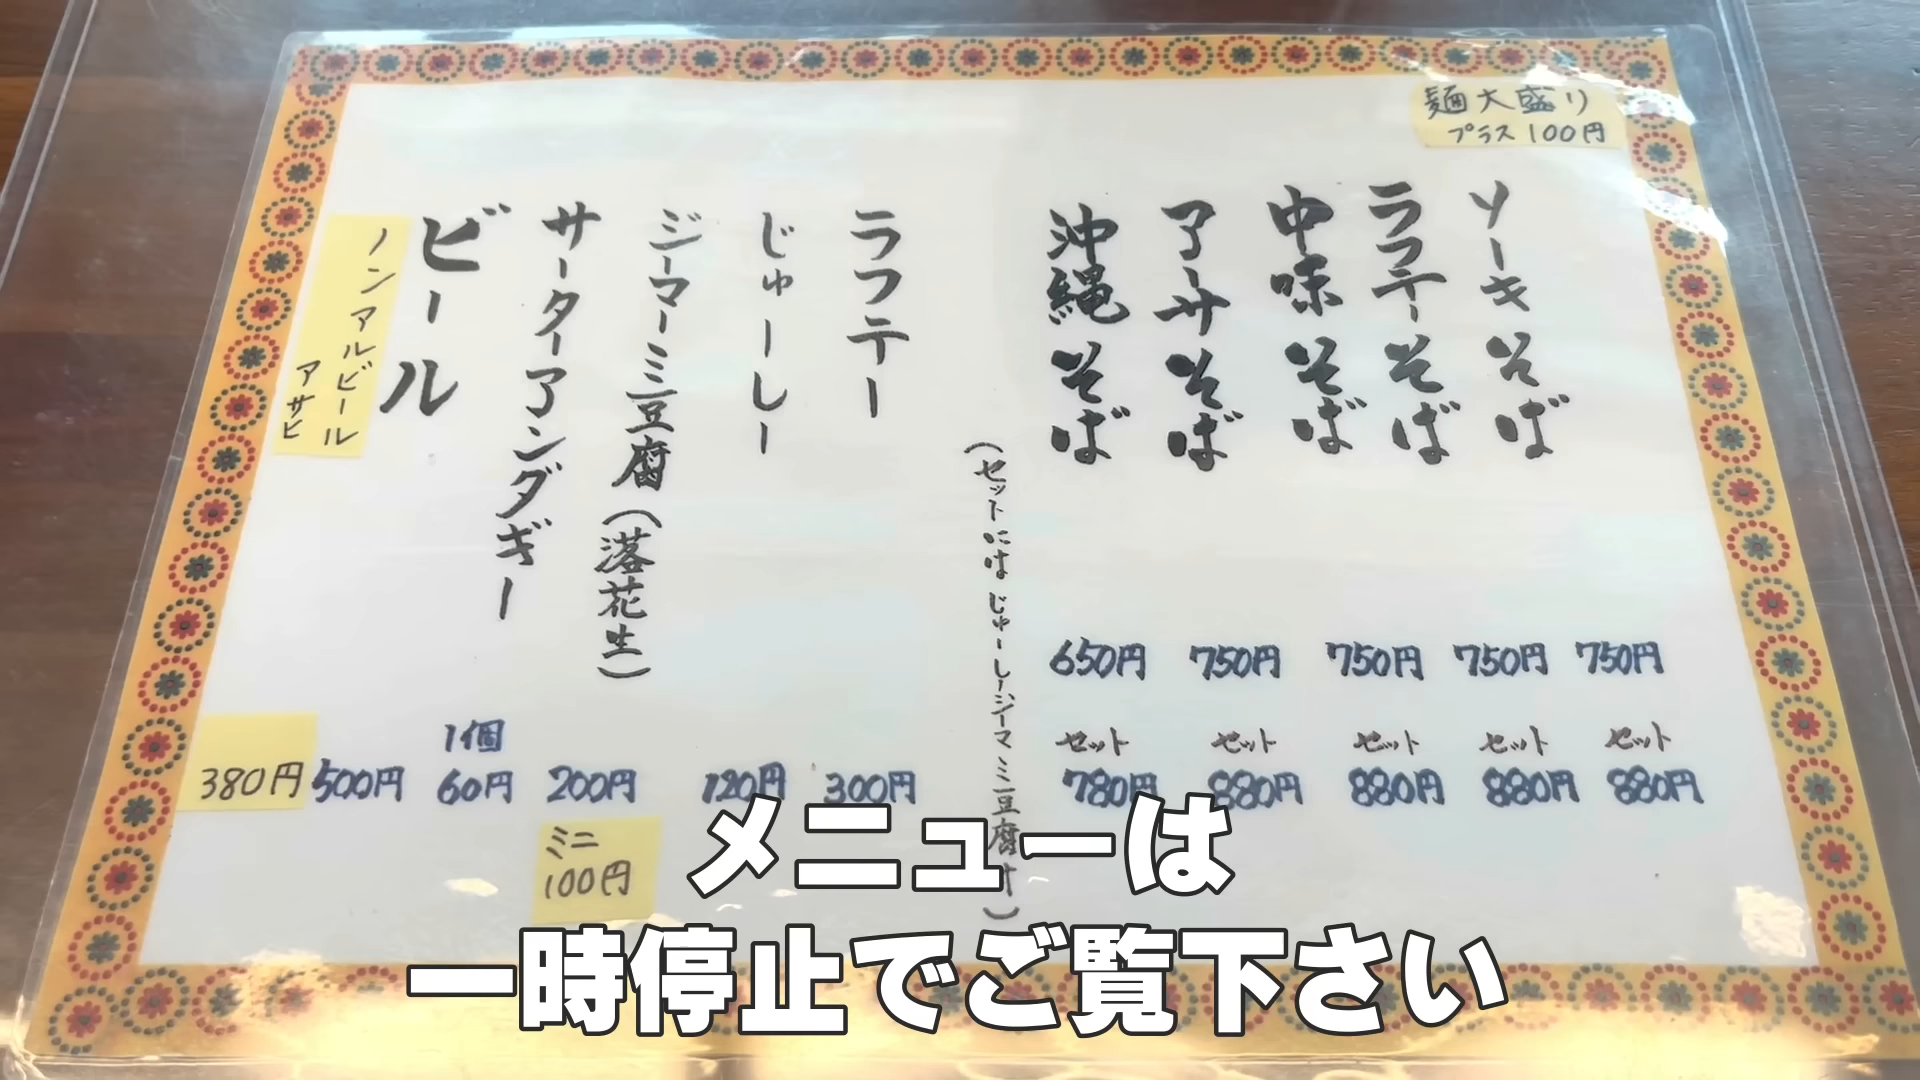 麺大盛り
プラス100円
ソーキそば 750円 セット 880円
ラフテーそば 750円 セット 880円
中味そば 750円 セット 880円
アーサそば 750円 セット 880円
沖縄そば 650円 セット 780円
(セットには じゅーしー ジーマミ豆腐付)
ラフテー 300円
じゅーしー 120円
ジーマーミ豆腐(落花生) 200円
ミニ
100円
サーターアンダギー 1個 60円
ビール 500円
ノンアルビール
アサヒ
380円
メニューは
一時停止でご覧下さい